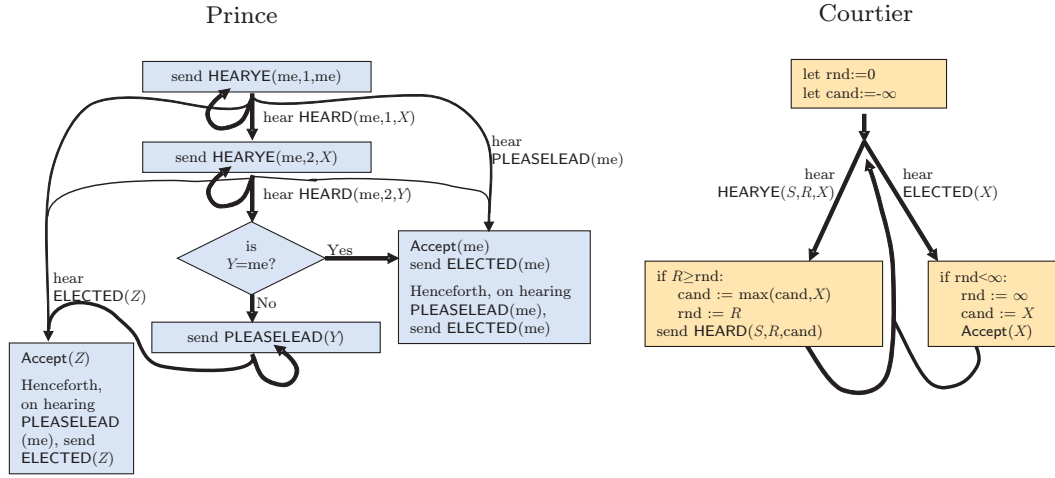 Prince
send HEARYE(me,1,me)
hear HEARD(me,1,X)
hear
PLEASELEAD(me)
send HEARYE(me,2,X)
hear HEARD(me,2,Y)
is
Y=me?
Yes
No
Accept(me)
send ELECTED(me)
Henceforth, on hearing
PLEASELEAD(me),
send ELECTED(me)
hear
ELECTED(Z)
send PLEASELEAD(Y)
Accept(Z)
Henceforth,
on hearing
PLEASELEAD
(me), send
ELECTED(Z)
Courtier
let rnd:=0
let cand:=-∞
hear
HEARYE(S,R,X)
hear
ELECTED(X)
if R≥rnd:
cand := max(cand,X)
rnd := R
send HEARD(S,R,cand)
if rnd<∞:
rnd := ∞
cand := X
Accept(X)